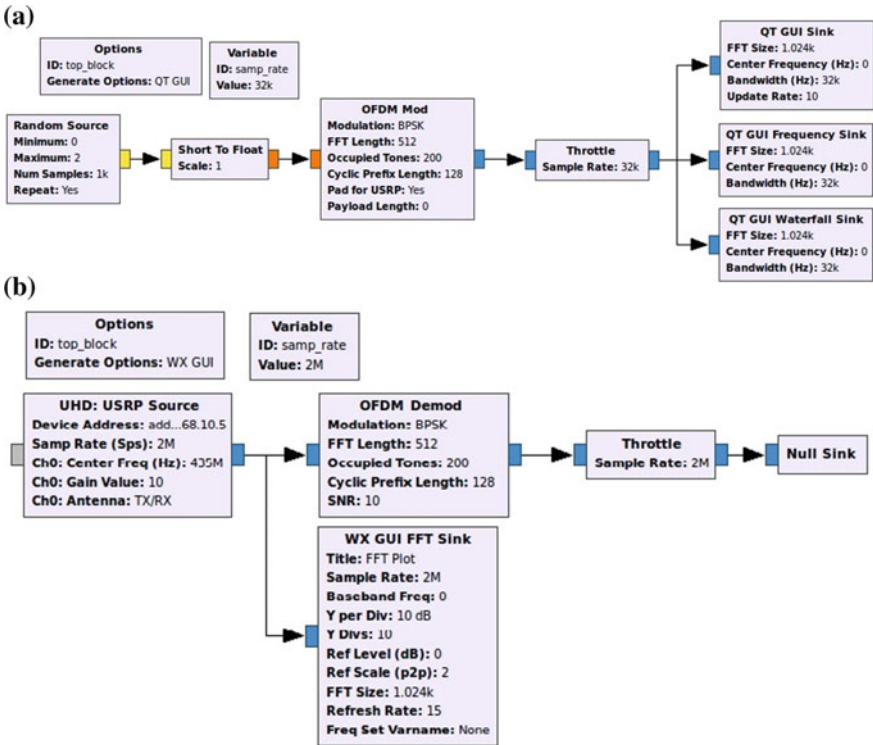 (a)
Options
ID: top_block
Generate Options: QT GUI
Variable
ID: samp_rate
Value: 32k
Random Source
Minimum: 0
Maximum: 2
Num Samples: 1k
Repeat: Yes
Short To Float
Scale: 1
OFDM Mod
Modulation: BPSK
FFT Length: 512
Occupied Tones: 200
Cyclic Prefix Length: 128
Pad for USRP: Yes
Payload Length: 0
Throttle
Sample Rate: 32k
QT GUI Sink
FFT Size: 1.024k
Center Frequency (Hz): 0
Bandwidth (Hz): 32k
Update Rate: 10
QT GUI Frequency Sink
FFT Size: 1.024k
Center Frequency (Hz): 0
Bandwidth (Hz): 32k
QT GUI Waterfall Sink
FFT Size: 1.024k
Center Frequency (Hz): 0
Bandwidth (Hz): 32k
(b)
Options
ID: top_block
Generate Options: WX GUI
Variable
ID: samp_rate
Value: 2M
UHD: USRP Source
Device Address: add...68.10.5
Samp Rate (Sps): 2M
Ch0: Center Freq (Hz): 435M
Ch0: Gain Value: 10
Ch0: Antenna: TX/RX
OFDM Demod
Modulation: BPSK
FFT Length: 512
Occupied Tones: 200
Cyclic Prefix Length: 128
SNR: 10
Throttle
Sample Rate: 2M
Null Sink
WX GUI FFT Sink
Title: FFT Plot
Sample Rate: 2M
Baseband Freq: 0
Y per Div: 10 dB
Y Divs: 10
Ref Level (dB): 0
Ref Scale (p2p): 2
FFT Size: 1.024k
Refresh Rate: 15
Freq Set Varname: None